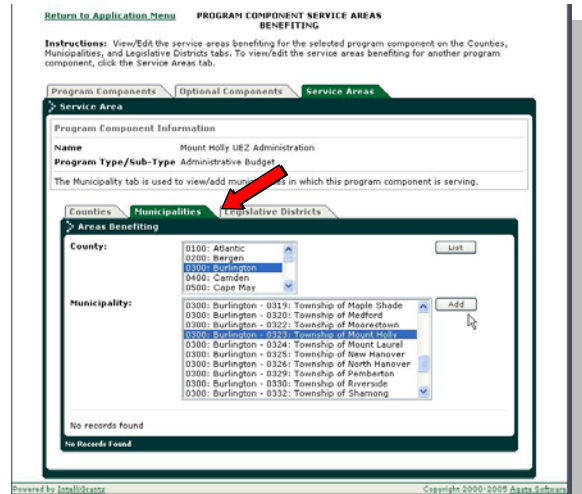 Return to Application Menu PROGRAM COMPONENT SERVICE AREAS
BENEFITING
Instructions: View/Edit the service areas benefiting for the selected program component on the Counties,
Municipalities, and Legislative Districts tabs. To view/edit the service areas benefiting for another program
component, click the Service Areas tab.
Program Components Optional Components Service Areas
Service Area
Program Component Information
Name Mount Holly UEZ Administration
Program Type/Sub-Type Administrative Budget
The Municipality tab is used to view/add in which this program component is serving.
Counties Municipalities Legislative Districts
Areas Benefiting
County: 0100: Atlantic List
0200: Bergen
0300: Burlington
0400: Camden
0500: Cape May
Municipality: 0300: Burlington - 0319: Township of Maple Shade Add
0300: Burlington - 0320: Township of Medford
0300: Burlington - 0322: Township of Moorestown
0300: Burlington - 0323: Township of Mount Holly
0300: Burlington - 0324: Township of Mount Laurel
0300: Burlington - 0325: Township of New Hanover
0300: Burlington - 0326: Township of North Hanover
0300: Burlington - 0329: Township of Pemberton
0300: Burlington - 0330: Township of Riverside
0300: Burlington - 0332: Township of Shamong
No records found
No Records Found
Powered by IntelliGrants Copyright 2000-2005 Agate Software